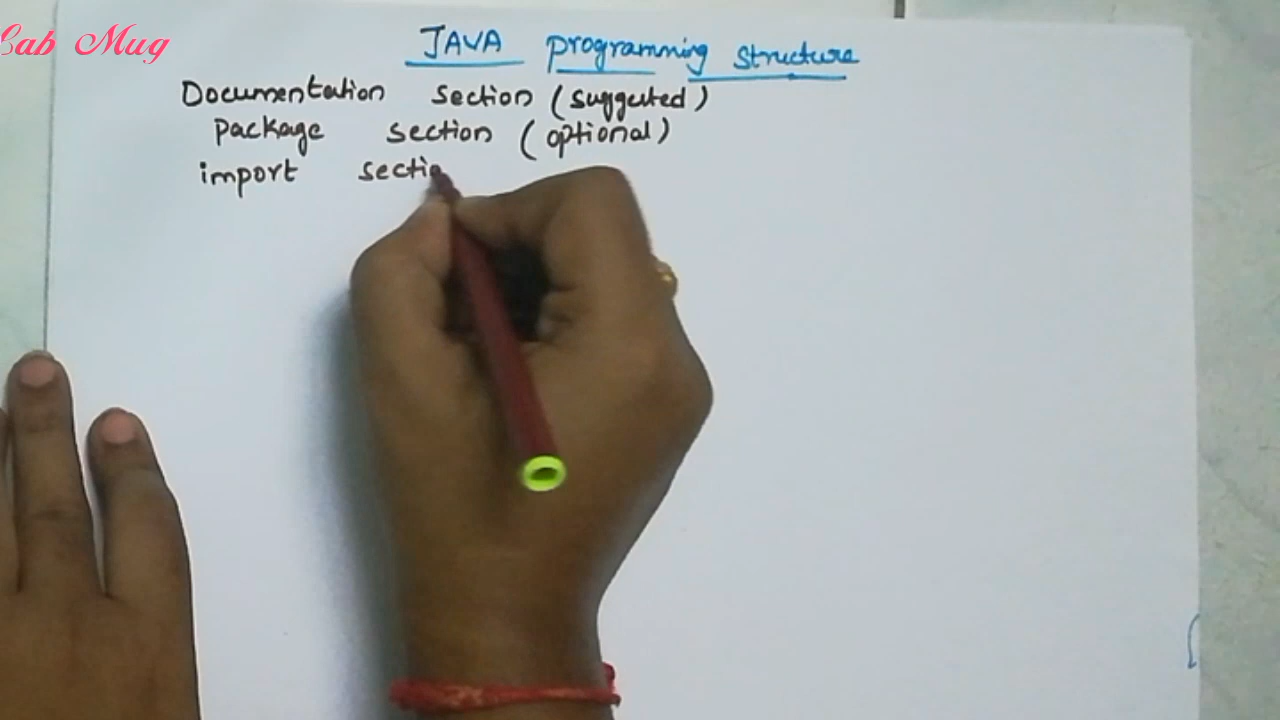 Lab Mug
JAVA programming structure
Documentation section (suggested)
package section (optional)
import sectio